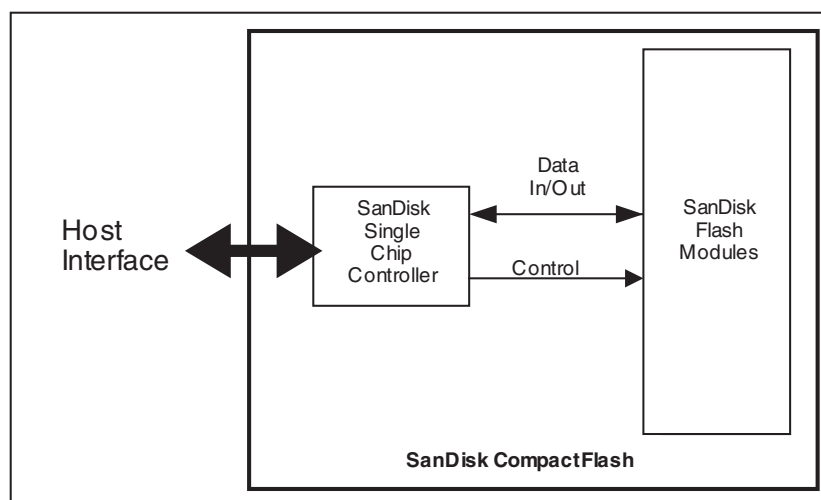 Host
Interface
SanDisk
Single
Chip
Controller
Data
In/Out
Control
SanDisk
Flash
Modules
SanDisk CompactFlash